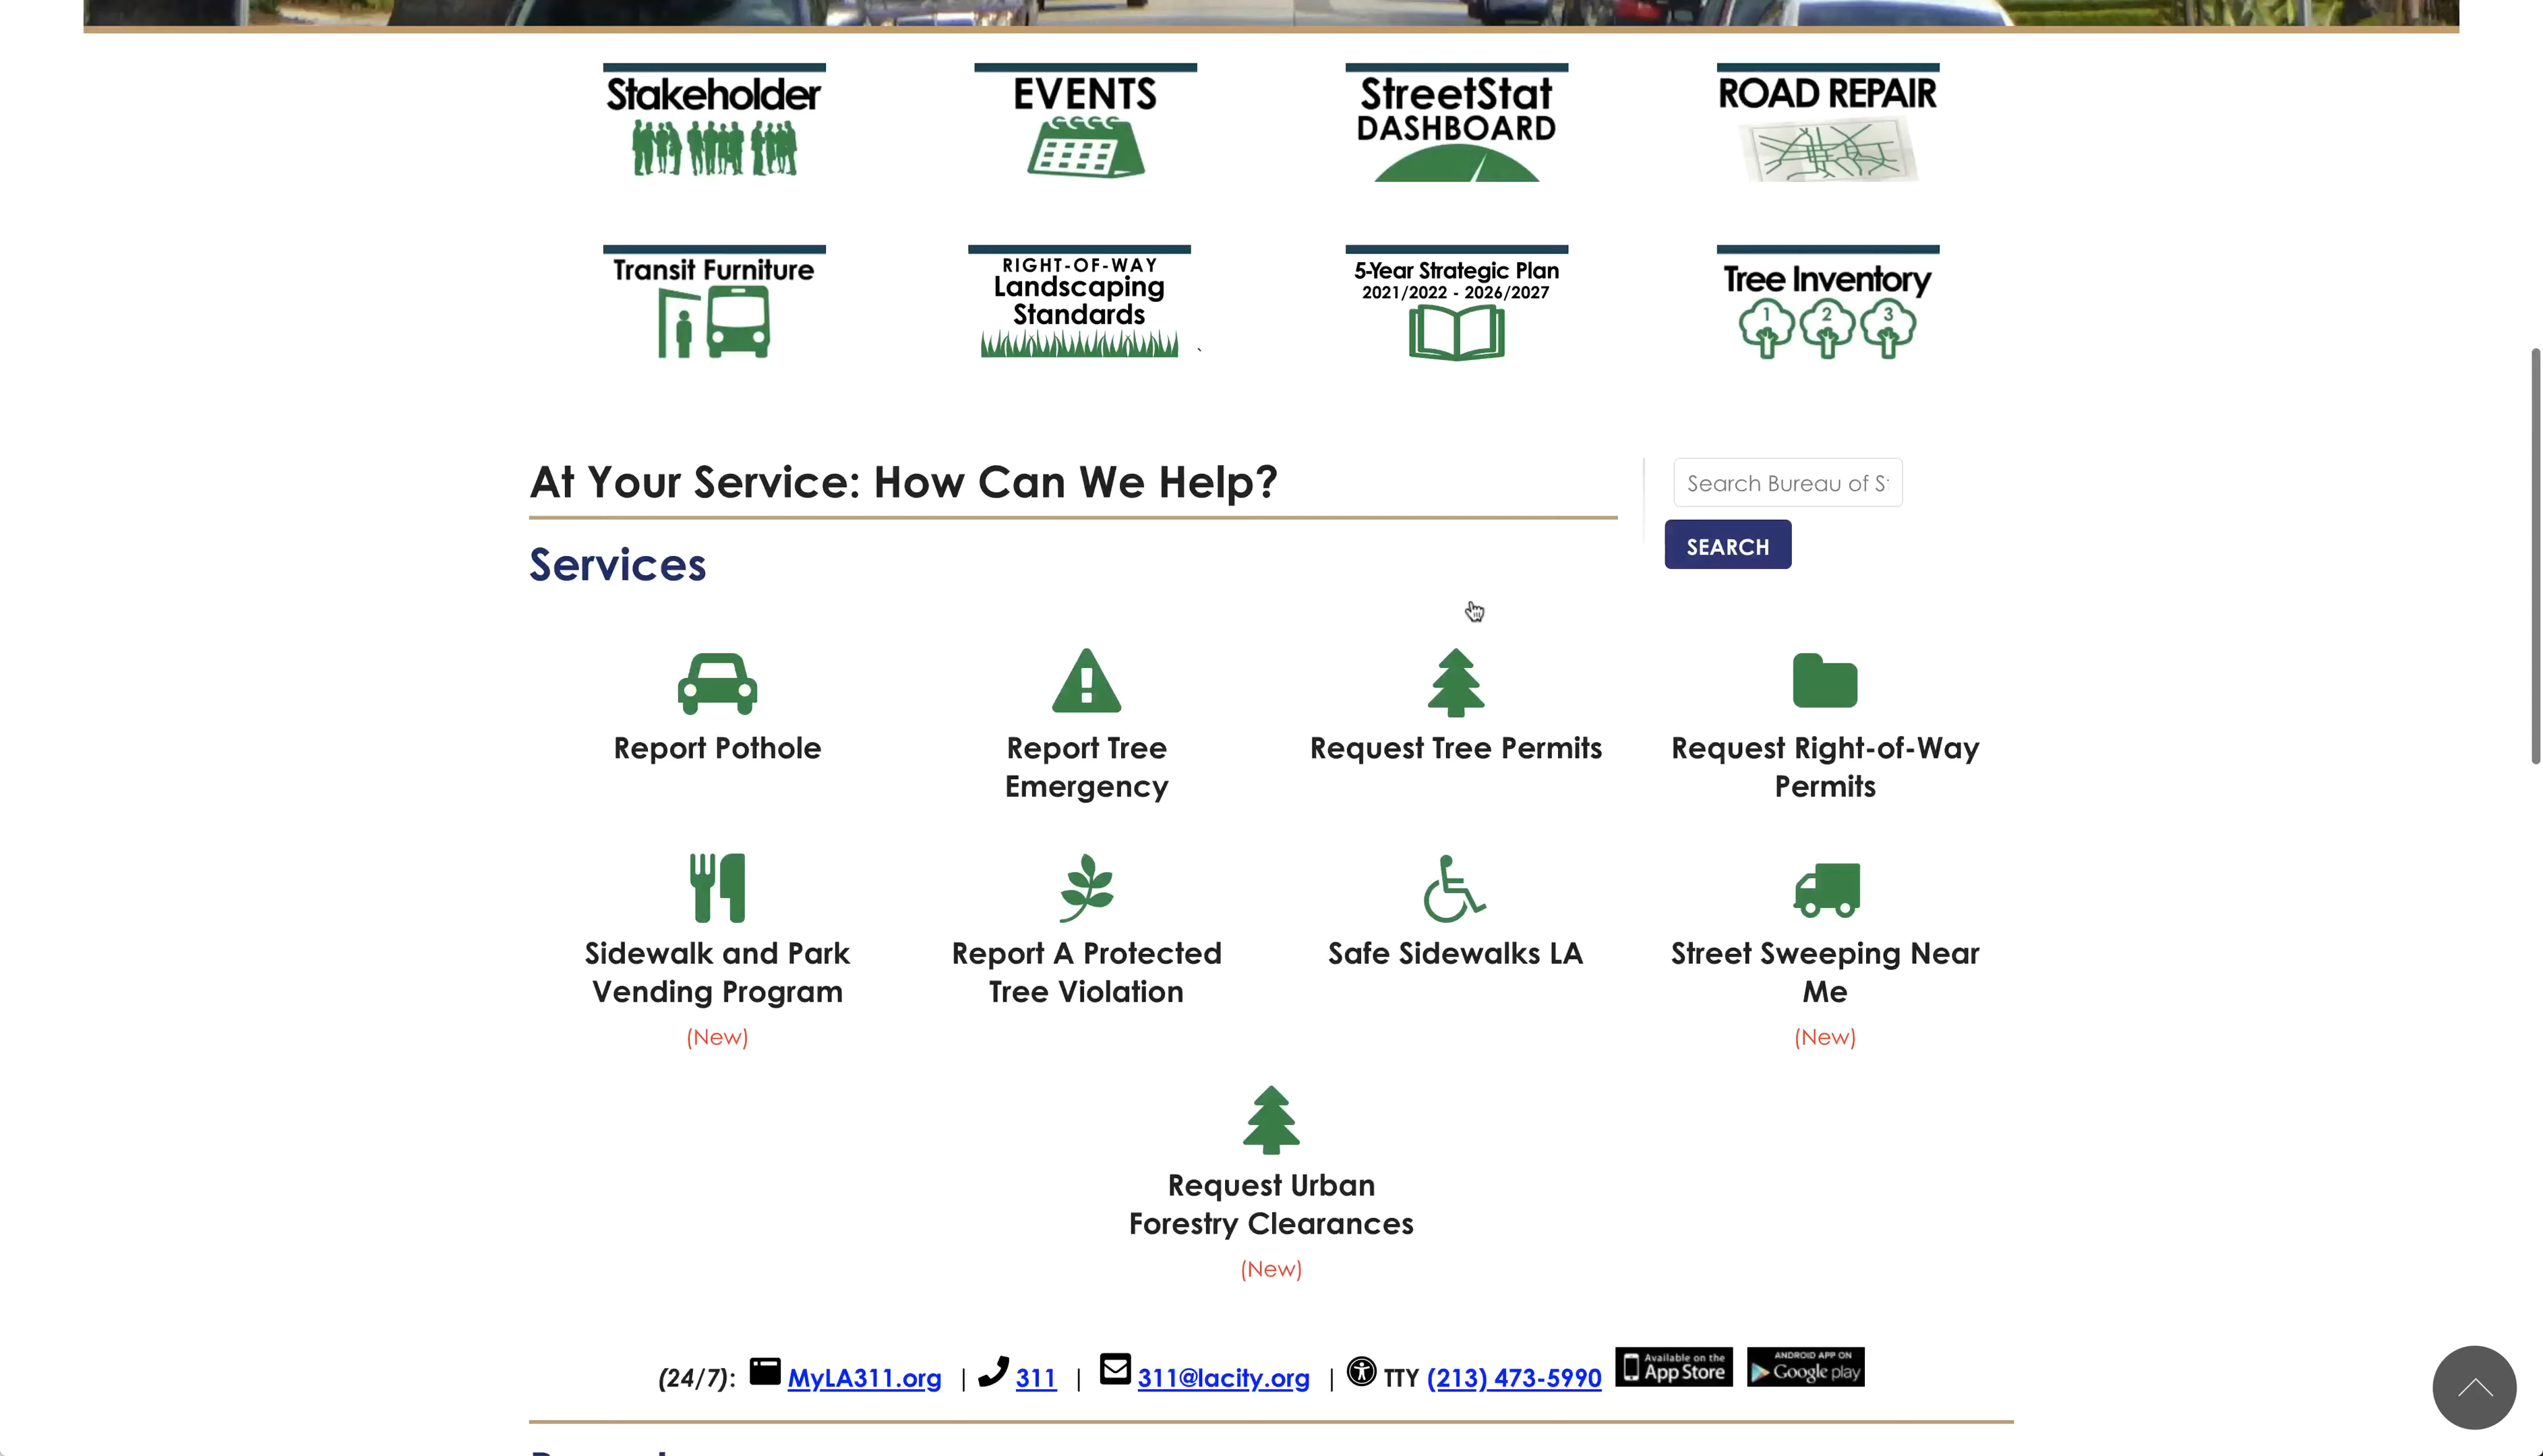 Stakeholder
EVENTS
StreetStat
DASHBOARD
ROAD REPAIR
Transit Furniture
RIGHT-OF-WAY
Landscaping
Standards
`
5-Year Strategic Plan
2021/2022 - 2026/2027
Tree Inventory
1 2 3
At Your Service: How Can We Help?
Search Bureau of S
SEARCH
Services
Report Pothole
Report Tree
Emergency
Request Tree Permits
Request Right-of-Way
Permits
Sidewalk and Park
Vending Program
(New)
Report A Protected
Tree Violation
Safe Sidewalks LA
Street Sweeping Near
Me
(New)
Request Urban
Forestry Clearances
(New)
(24/7): MyLA311.org | 311 | 311@lacity.org | TTY (213) 473-5990
Available on the
App Store
ANDROID APP ON
Google play